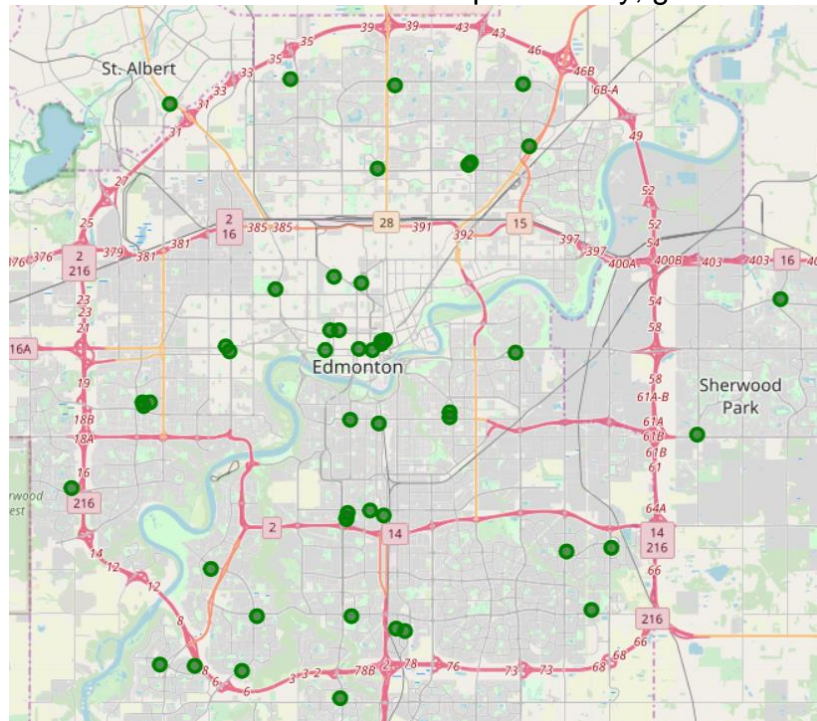 39 39 43 43
35 46
St. Albert 35 46B
33 6B-A
33
31
31 49
27 52
25 2 16 385 385 28 391 15 52
376 376 379 381 381 392 397 397 54
2 216 400A 400B 403 16 403
23 54
23 58
21
16A Edmonton
19 58
61A-B Sherwood Park
18B 61A
18A 61B
61B
16 61
216 64A
2 14 14 216
14 66
12 12
8 216
66
8 6 6 3 3 2 78B 2 78 76 73 73 68 68